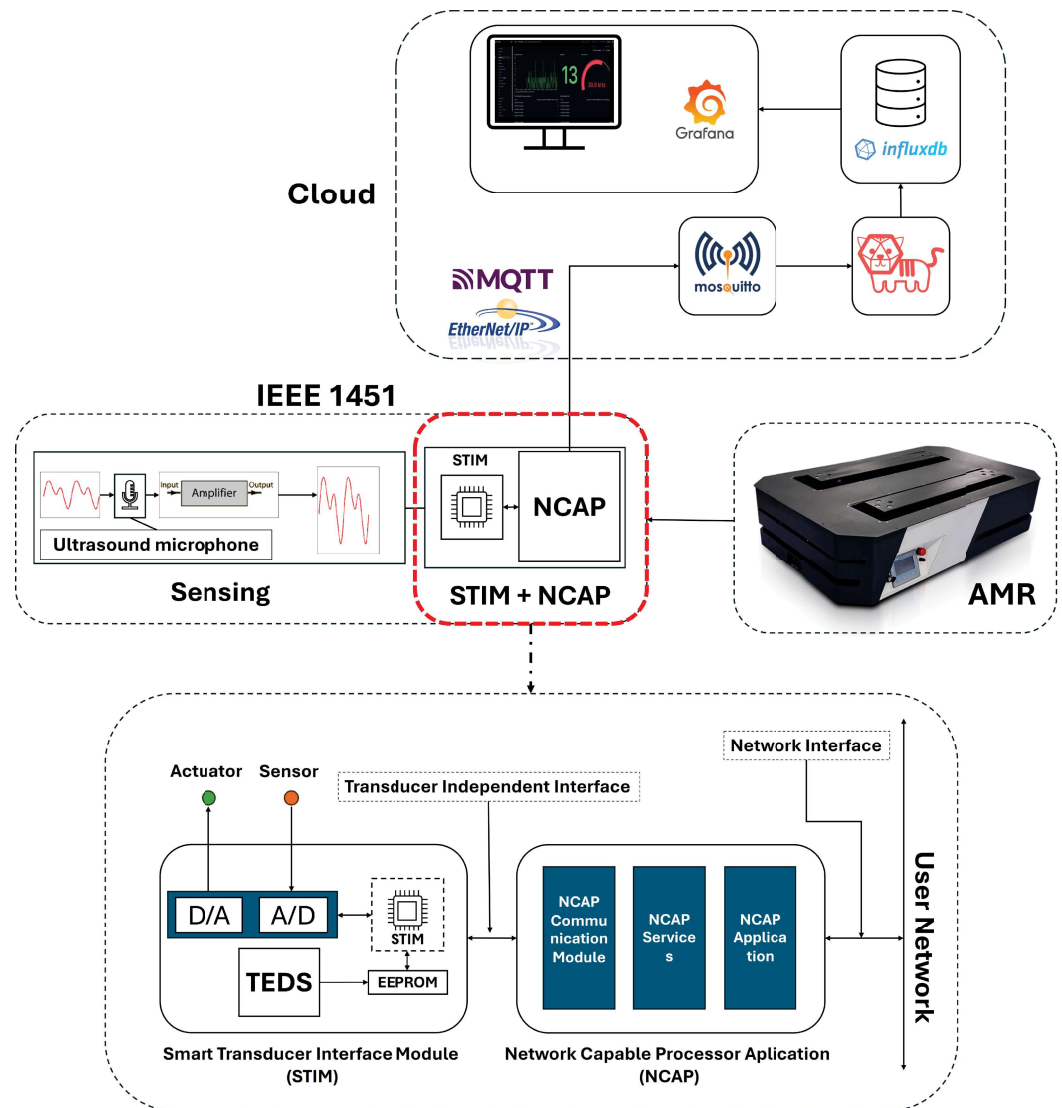 13
Grafana
influxdb
Cloud
mosquitto
MQTT
EtherNet/IP™
IEEE 1451
STIM
Input
Amplifier
Output
NCAP
Ultrasound microphone
Sensing
STIM + NCAP
AMR
Network Interface
Actuator
Sensor
Transducer Independent Interface
User Network
D/A
A/D
STIM
TEDS
EEPROM
NCAP
Commu
nication
Module
NCAP
Service
s
NCAP
Applica
tion
Smart Transducer Interface Module
(STIM)
Network Capable Processor Aplication
(NCAP)